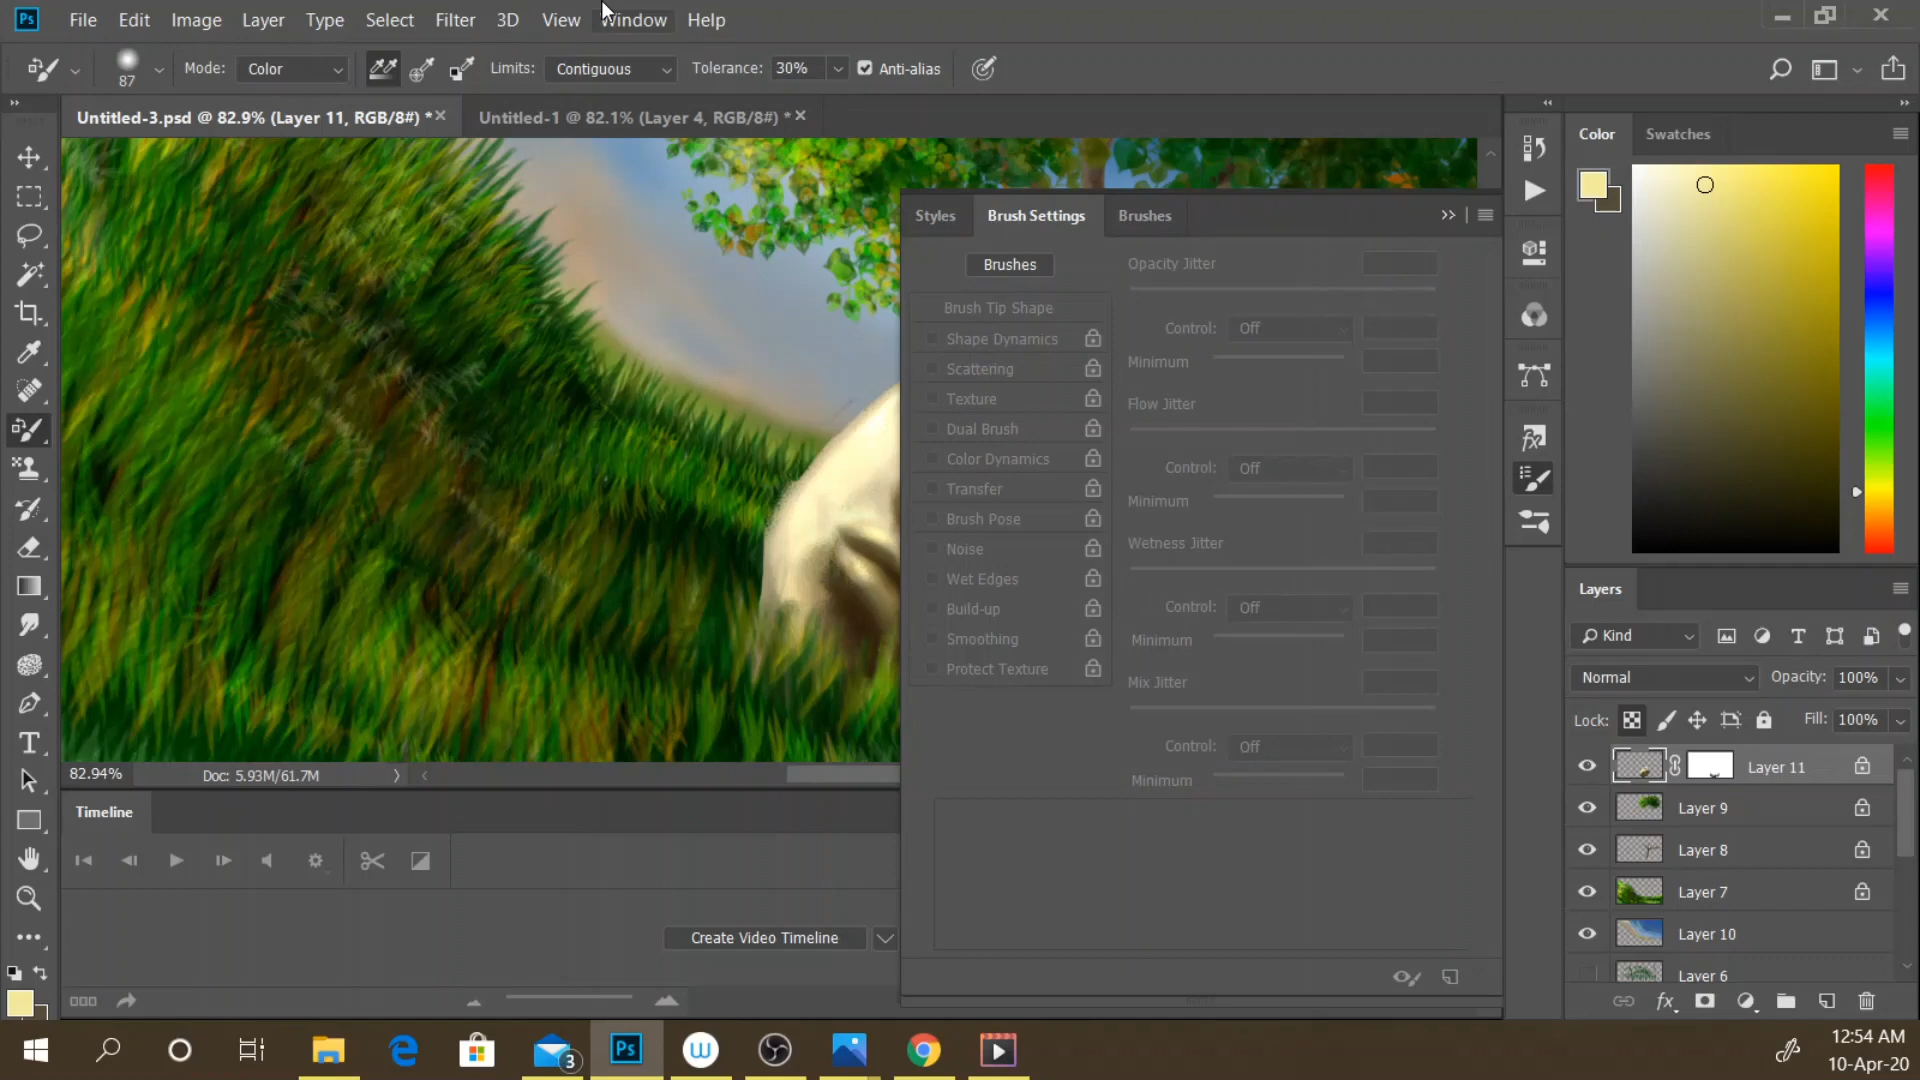 Ps File Edit Image Layer Type Select Filter 3D View Window Help
87 Mode: Color Limits: Contiguous Tolerance: 30% Anti-alias
Untitled-3.psd @ 82.9% (Layer 11, RGB/8#) * Untitled-1 @ 82.1% (Layer 4, RGB/8#) *
Color Swatches
Styles Brush Settings Brushes
Brushes
Brush Tip Shape
Shape Dynamics
Scattering
Texture
Dual Brush
Color Dynamics
Transfer
Brush Pose
Noise
Wet Edges
Build-up
Smoothing
Protect Texture
Opacity Jitter
Control: Off
Minimum
Flow Jitter
Control: Off
Minimum
Wetness Jitter
Control: Off
Minimum
Mix Jitter
Control: Off
Minimum
Layers
Kind
Normal Opacity: 100%
Lock: Fill: 100%
Layer 11
Layer 9
Layer 8
Layer 7
Layer 10
Layer 6
fx
82.94% Doc: 5.93M/61.7M
Timeline
Create Video Timeline
3 Ps
12:54 AM
10-Apr-20